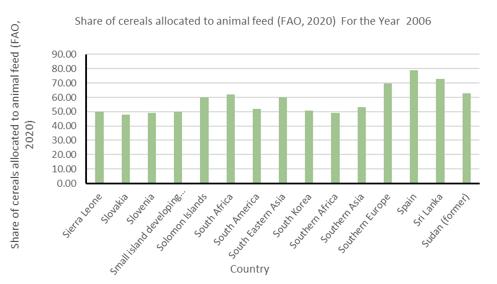 Share of cereals allocated to animal feed (FAO, 2020)  For the Year  2006
Share of cereals allocated to animal feed (FAO,
2020)
90.00
80.00
70.00
60.00
50.00
40.00
30.00
20.00
10.00
0.00
Sierra Leone
Slovakia
Slovenia
Small island developing...
Solomon Islands
South Africa
South America
South Eastern Asia
South Korea
Southern Africa
Southern Asia
Southern Europe
Spain
Sri Lanka
Sudan (former)
Country